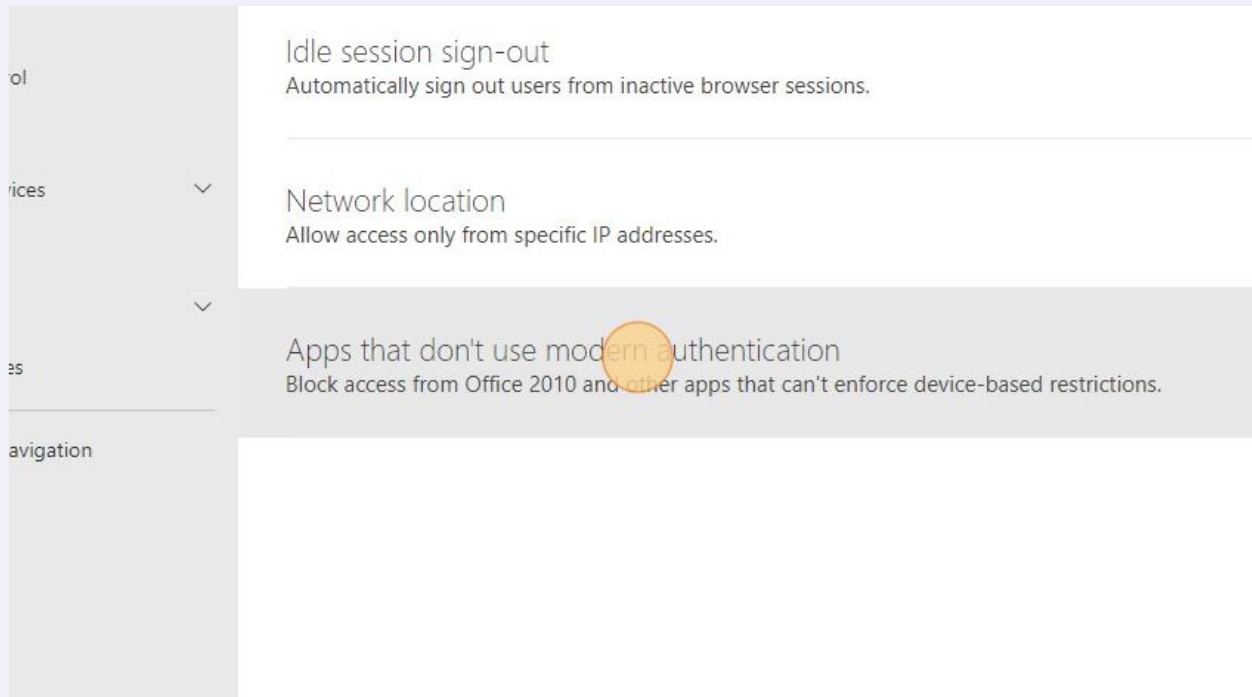 ol
Idle session sign-out
Automatically sign out users from inactive browser sessions.
ices
Network location
Allow access only from specific IP addresses.
es
Apps that don't use modern authentication
Block access from Office 2010 and other apps that can't enforce device-based restrictions.
avigation